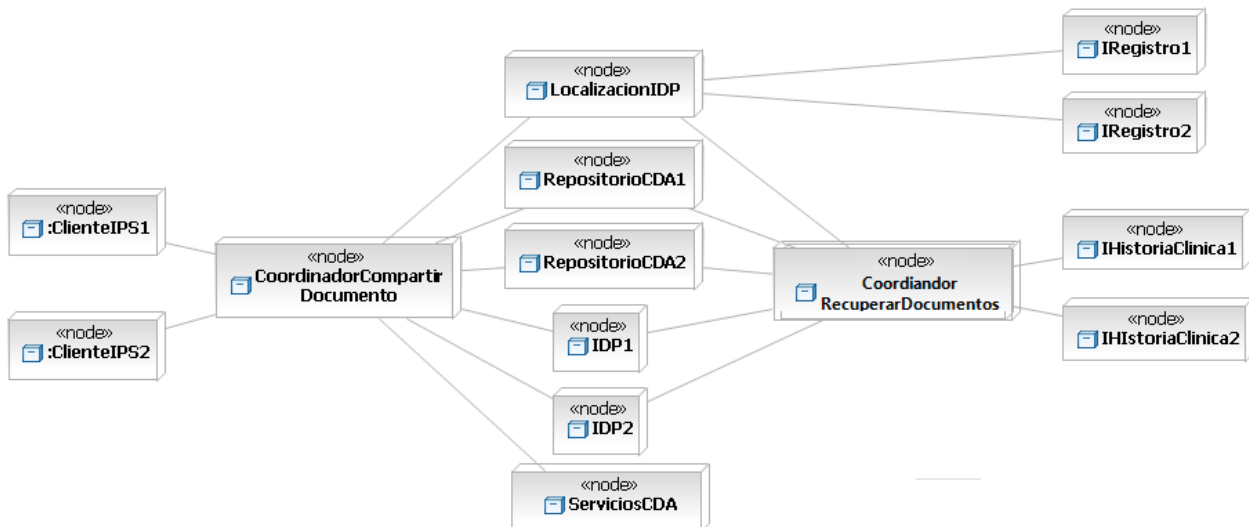 «node»
IRegistro1
«node»
LocalizacionIDP
«node»
IRegistro2
«node»
RepositorioCDA1
«node»
:ClienteIPS1
«node»
IHistoriaClinica1
«node»
RepositorioCDA2
«node»
CoordinadorCompartir
Documento
«node»
Coordiandor
RecuperarDocumentos
«node»
IHIstoriaClinica2
«node»
:ClienteIPS2
«node»
IDP1
«node»
IDP2
«node»
ServiciosCDA